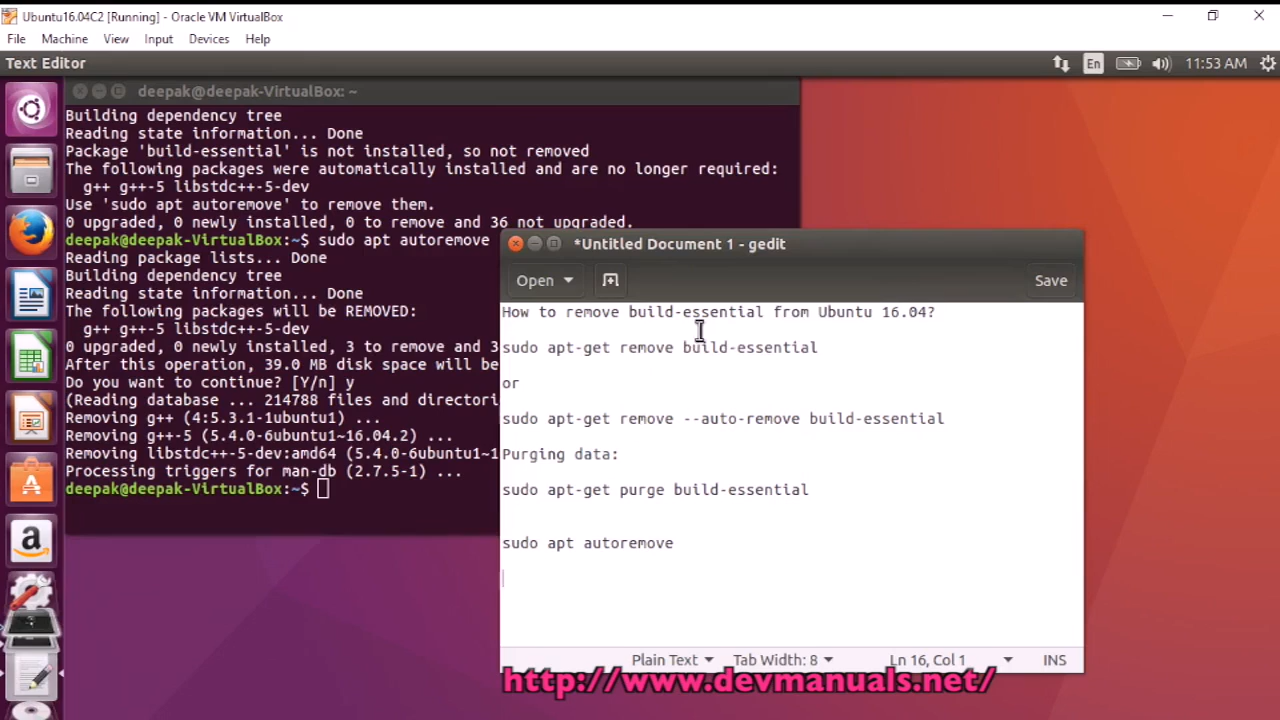 Ubuntu16.04C2 [Running] - Oracle VM VirtualBox
File Machine View Input Devices Help
Text Editor
En
11:53 AM
deepak@deepak-VirtualBox: ~
Building dependency tree
Reading state information... Done
Package 'build-essential' is not installed, so not removed
The following packages were automatically installed and are no longer required:
g++ g++-5 libstdc++-5-dev
Use 'sudo apt autoremove' to remove them.
0 upgraded, 0 newly installed, 0 to remove and 36 not upgraded.
deepak@deepak-VirtualBox:~$ sudo apt autoremove
Reading package lists... Done
Building dependency tree
Reading state information... Done
The following packages will be REMOVED:
g++ g++-5 libstdc++-5-dev
0 upgraded, 0 newly installed, 3 to remove and 3
After this operation, 39.0 MB disk space will be
Do you want to continue? [Y/n] y
(Reading database ... 214788 files and directori
Removing g++ (4:5.3.1-1ubuntu1) ...
Removing g++-5 (5.4.0-6ubuntu1~16.04.2) ...
Removing libstdc++-5-dev:amd64 (5.4.0-6ubuntu1~1
Processing triggers for man-db (2.7.5-1) ...
deepak@deepak-VirtualBox:~$
*Untitled Document 1 - gedit
Open
Save
How to remove build-essential from Ubuntu 16.04?
sudo apt-get remove build-essential
or
sudo apt-get remove --auto-remove build-essential
Purging data:
sudo apt-get purge build-essential
sudo apt autoremove
Plain Text Tab Width: 8 Ln 16, Col 1 INS
http://www.devmanuals.net/